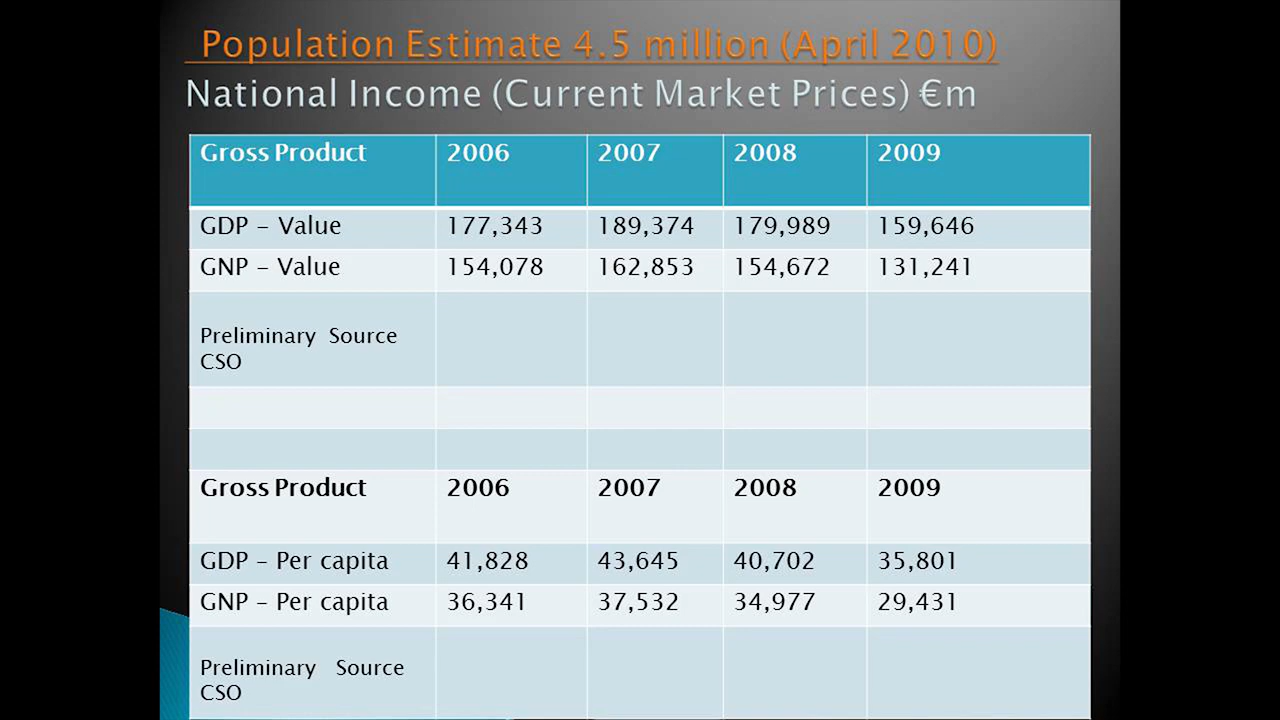 Population Estimate 4.5 million (April 2010)
National Income (Current Market Prices) €m
Gross Product 2006 2007 2008 2009
GDP - Value 177,343 189,374 179,989 159,646
GNP - Value 154,078 162,853 154,672 131,241
Preliminary Source
CSO
Gross Product 2006 2007 2008 2009
GDP – Per capita 41,828 43,645 40,702 35,801
GNP – Per capita 36,341 37,532 34,977 29,431
Preliminary Source
CSO